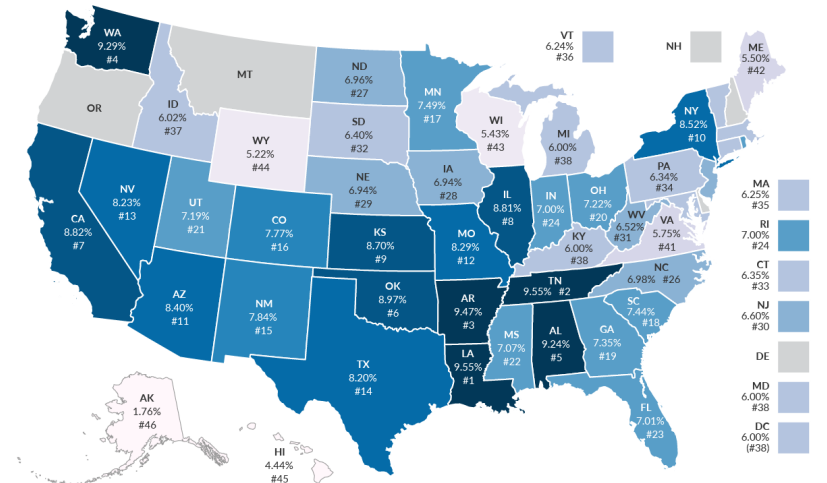 WA
9.29%
#4
MT
ND
6.96%
#27
MN
7.49%
#17
VT
6.24%
#36
NH
ME
5.50%
#42
OR
ID
6.02%
#37
WY
5.22%
#44
SD
6.40%
#32
WI
5.43%
#43
MI
6.00%
#38
NY
8.52%
#10
NV
8.23%
#13
UT
7.19%
#21
CO
7.77%
#16
NE
6.94%
#29
IA
6.94%
#28
IL
8.81%
#8
IN
7.00%
#24
OH
7.22%
#20
PA
6.34%
#34
MA
6.25%
#35
CA
8.82%
#7
KS
8.70%
#9
MO
8.29%
#12
KY
6.00%
#38
WV
6.52%
#31
VA
5.75%
#41
RI
7.00%
#24
CT
6.35%
#33
AZ
8.40%
#11
NM
7.84%
#15
OK
8.97%
#6
AR
9.47%
#3
TN
9.55% #2
NC
6.98% #26
SC
7.44%
#18
NJ
6.60%
#30
TX
8.20%
#14
LA
9.55%
#1
MS
7.07%
#22
AL
9.24%
#5
GA
7.35%
#19
DE
MD
6.00%
#38
AK
1.76%
#46
HI
4.44%
#45
FL
7.01%
#23
DC
6.00%
(#38)